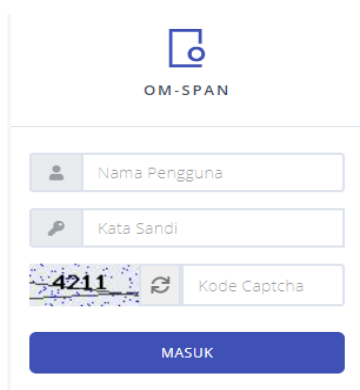 OM-SPAN
Nama Pengguna
Kata Sandi
4211
Kode Captcha
MASUK